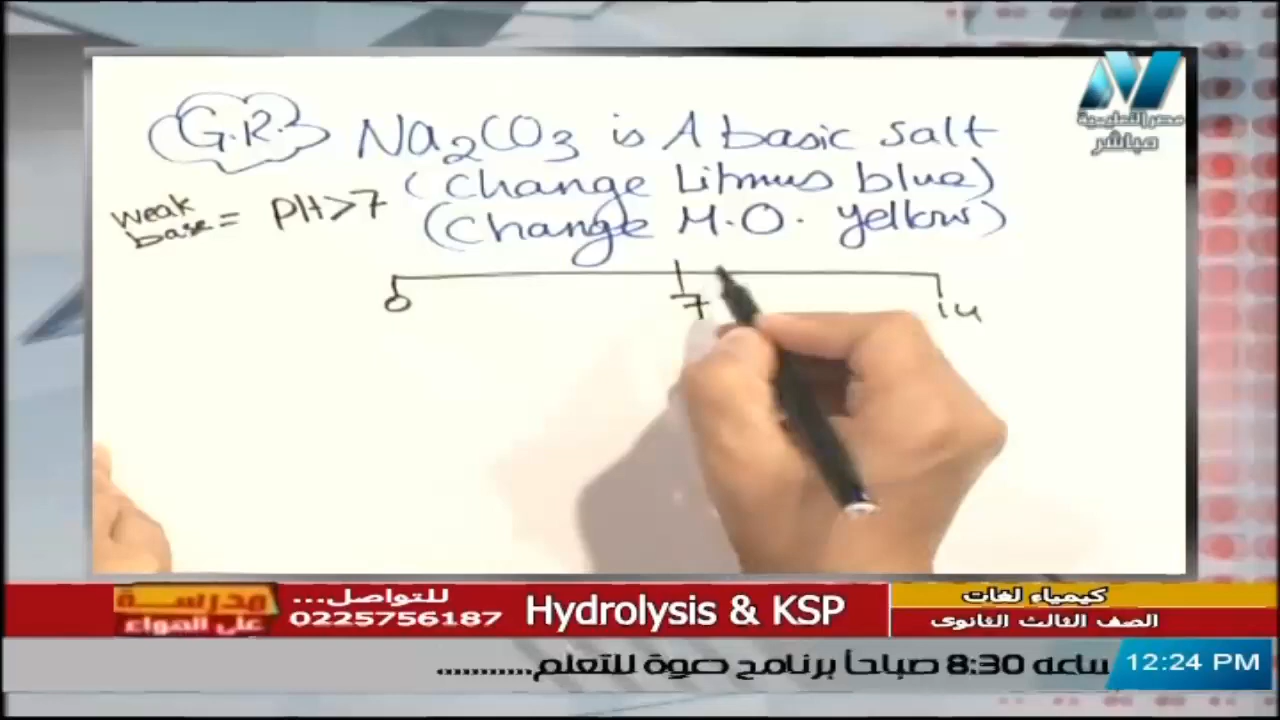 مصر التعليمية
مباشر
G.R. Na2CO3 is A basic salt
(Change Litmus blue)
weak base = PH>7
(Change M.O. yellow)
0 7 14
مدرسة
على الهواء
للتواصل...
0225756187
Hydrolysis & KSP
كيمياء لغات
الصف الثالث الثانوى
ساعه 8:30 صباحاً برنامج صوة للتعلم...........
12:24 PM